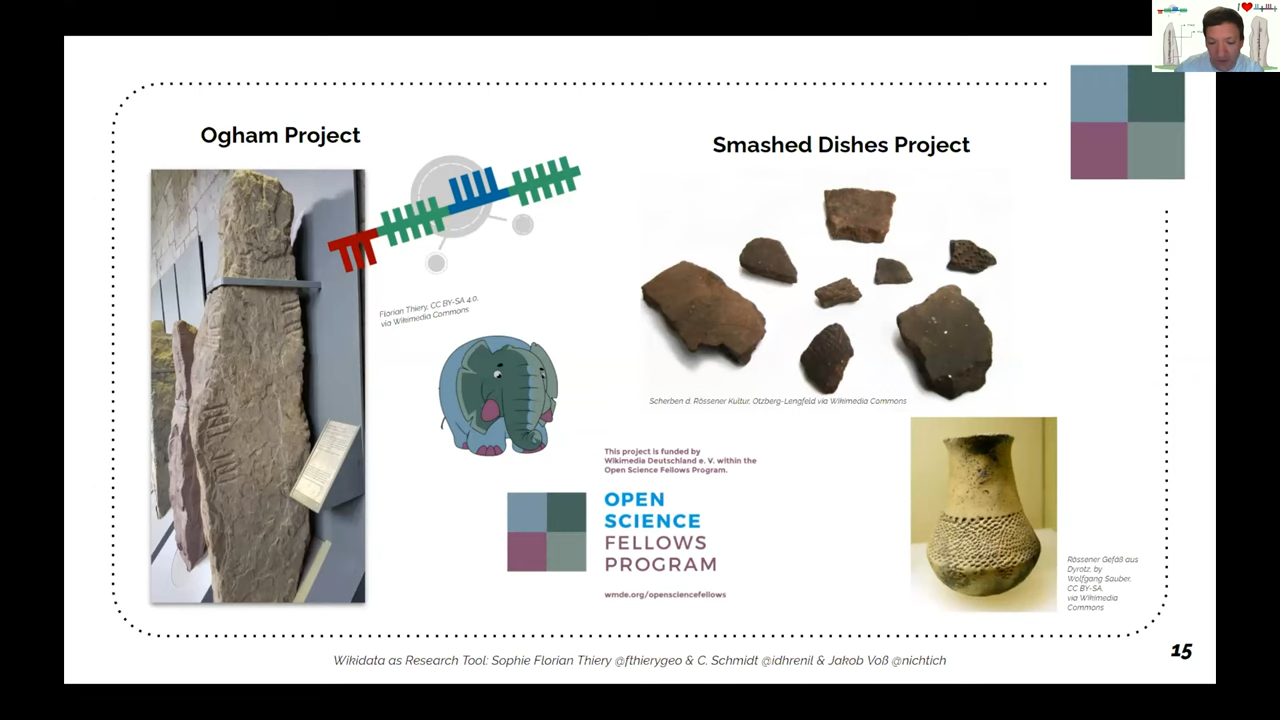 Ogham Project
Smashed Dishes Project
Florian Thiery, CC BY-SA 4.0,
via Wikimedia Commons
Scherben d. Rössener Kultur, Otzberg-Lengfeld via Wikimedia Commons
This project is funded by
Wikimedia Deutschland e. V. within the
Open Science Fellows Program.
OPEN
SCIENCE
FELLOWS
PROGRAM
wmde.org/opensciencefellows
Rössener Gefäß aus
Dyrotz, by
Wolfgang Sauber,
CC BY-SA,
via Wikimedia
Commons
Wikidata as Research Tool: Sophie Florian Thiery @fthierygeo & C. Schmidt @idhrenil & Jakob Voß @nichtich
15